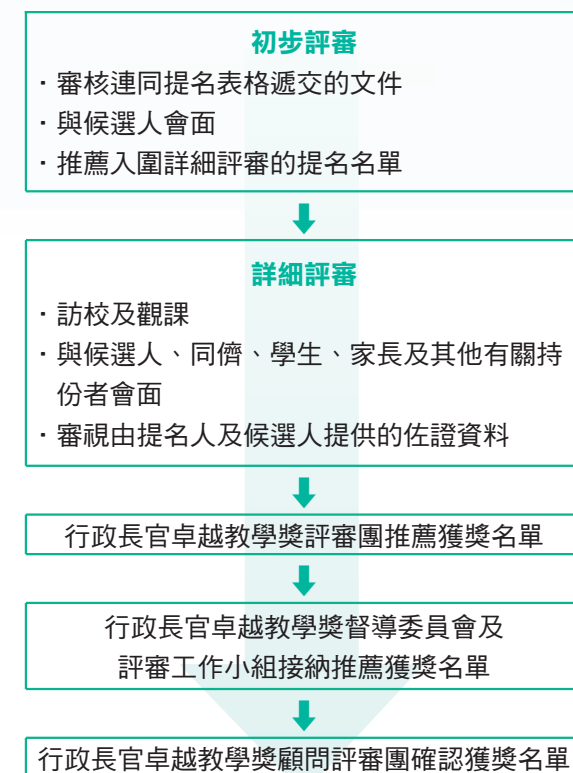 初步評審
・審核連同提名表格遞交的文件
・與候選人會面
・推薦入圍詳細評審的提名名單
詳細評審
・訪校及觀課
・與候選人、同儕、學生、家長及其他有關持
份者會面
・審視由提名人及候選人提供的佐證資料
行政長官卓越教學獎評審團推薦獲獎名單
行政長官卓越教學獎督導委員會及
評審工作小組接納推薦獲獎名單
行政長官卓越教學獎顧問評審團確認獲獎名單